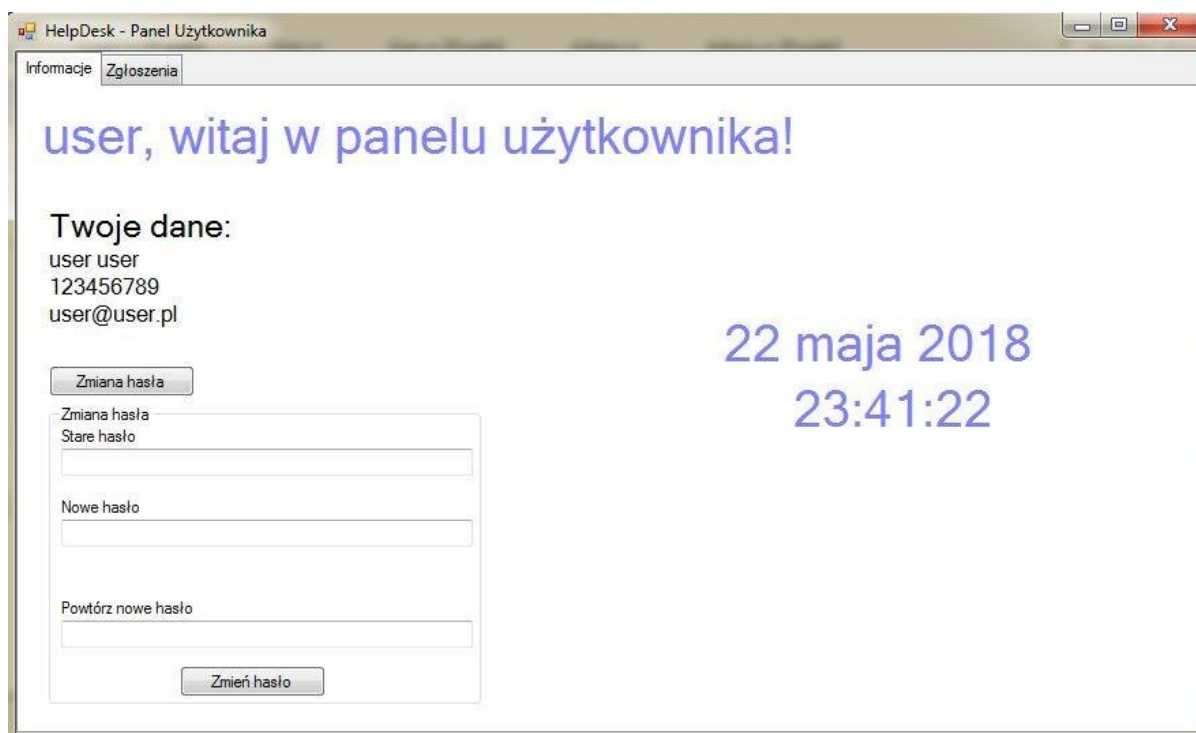 HelpDesk - Panel Użytkownika
Informacje Zgłoszenia
user, witaj w panelu użytkownika!
Twoje dane:
user user
123456789
user@user.pl
22 maja 2018
23:41:22
Zmiana hasła
Zmiana hasła
Stare hasło
Nowe hasło
Powtórz nowe hasło
Zmień hasło